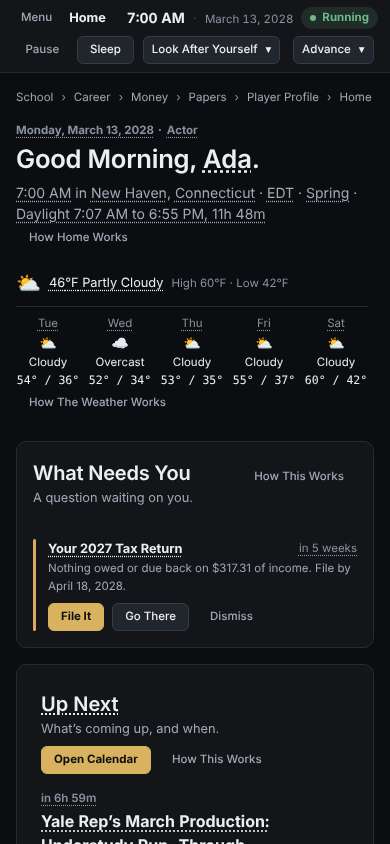 Menu Home 7:00 AM · March 13, 2028 Running
Pause Sleep Look After Yourself ▾ Advance ▾
School › Career › Money › Papers › Player Profile › Home
Monday, March 13, 2028 · Actor
Good Morning, Ada.
7:00 AM in New Haven, Connecticut · EDT · Spring ·
Daylight 7:07 AM to 6:55 PM, 11h 48m
How Home Works
46°F Partly Cloudy High 60°F · Low 42°F
Tue Wed Thu Fri Sat
Cloudy Overcast Cloudy Cloudy Cloudy
54° / 36° 52° / 34° 53° / 35° 55° / 37° 60° / 42°
How The Weather Works
What Needs You How This Works
A question waiting on you.
Your 2027 Tax Return in 5 weeks
Nothing owed or due back on $317.31 of income. File by
April 18, 2028.
File It Go There Dismiss
Up Next
What's coming up, and when.
Open Calendar How This Works
in 6h 59m
Yale Rep's March Production:
Understudy Run-Through